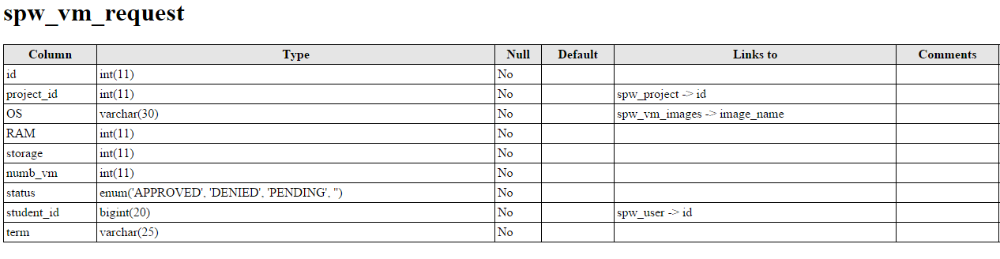 spw_vm_request
Column Type Null Default Links to Comments
id int(11) No
project_id int(11) No spw_project -> id
OS varchar(30) No spw_vm_images -> image_name
RAM int(11) No
storage int(11) No
numb_vm int(11) No
status enum('APPROVED', 'DENIED', 'PENDING', '') No
student_id bigint(20) No spw_user -> id
term varchar(25) No